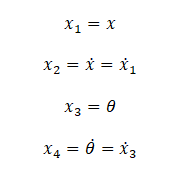 x₁ = x
x₂ = ẋ = ẋ₁
x₃ = θ
x₄ = θ̇ = ẋ₃